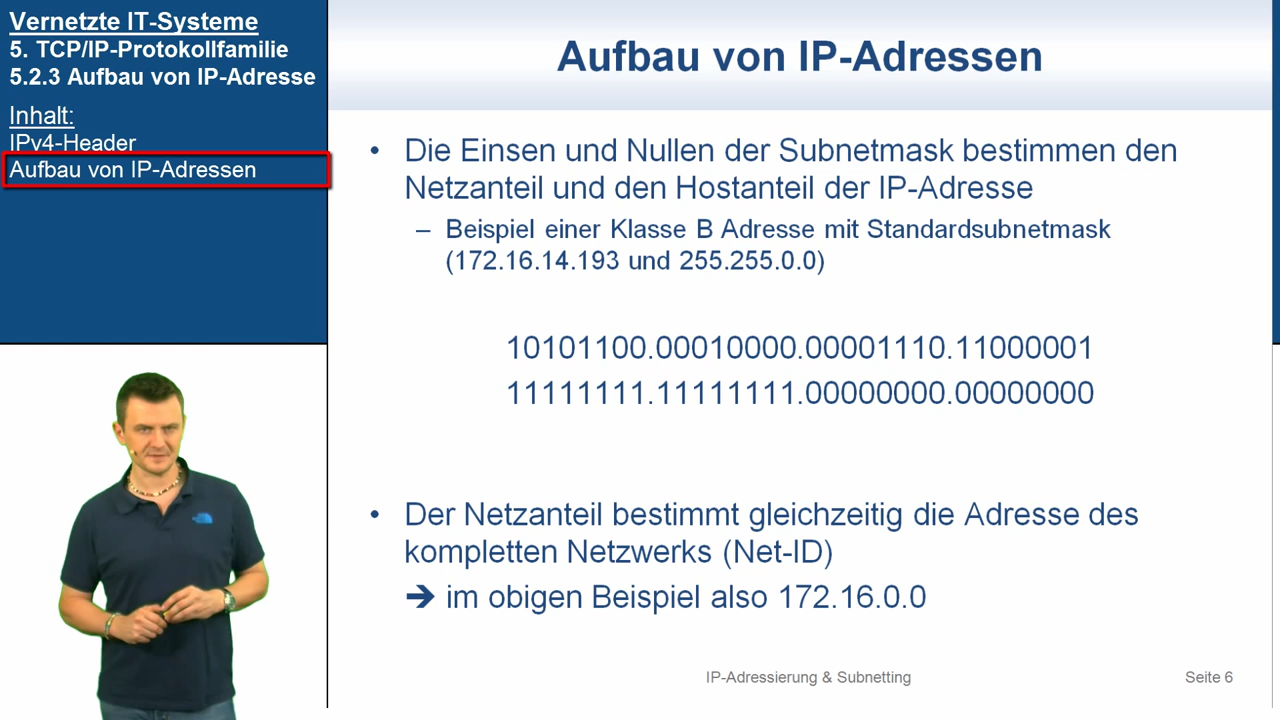 Vernetzte IT-Systeme
5. TCP/IP-Protokollfamilie
5.2.3 Aufbau von IP-Adresse
Inhalt:
IPv4-Header
Aufbau von IP-Adressen
Aufbau von IP-Adressen
• Die Einsen und Nullen der Subnetmask bestimmen den
Netzanteil und den Hostanteil der IP-Adresse
– Beispiel einer Klasse B Adresse mit Standardsubnetmask
(172.16.14.193 und 255.255.0.0)
10101100.00010000.00001110.11000001
11111111.11111111.00000000.00000000
• Der Netzanteil bestimmt gleichzeitig die Adresse des
kompletten Netzwerks (Net-ID)
➔ im obigen Beispiel also 172.16.0.0
IP-Adressierung & Subnetting
Seite 6